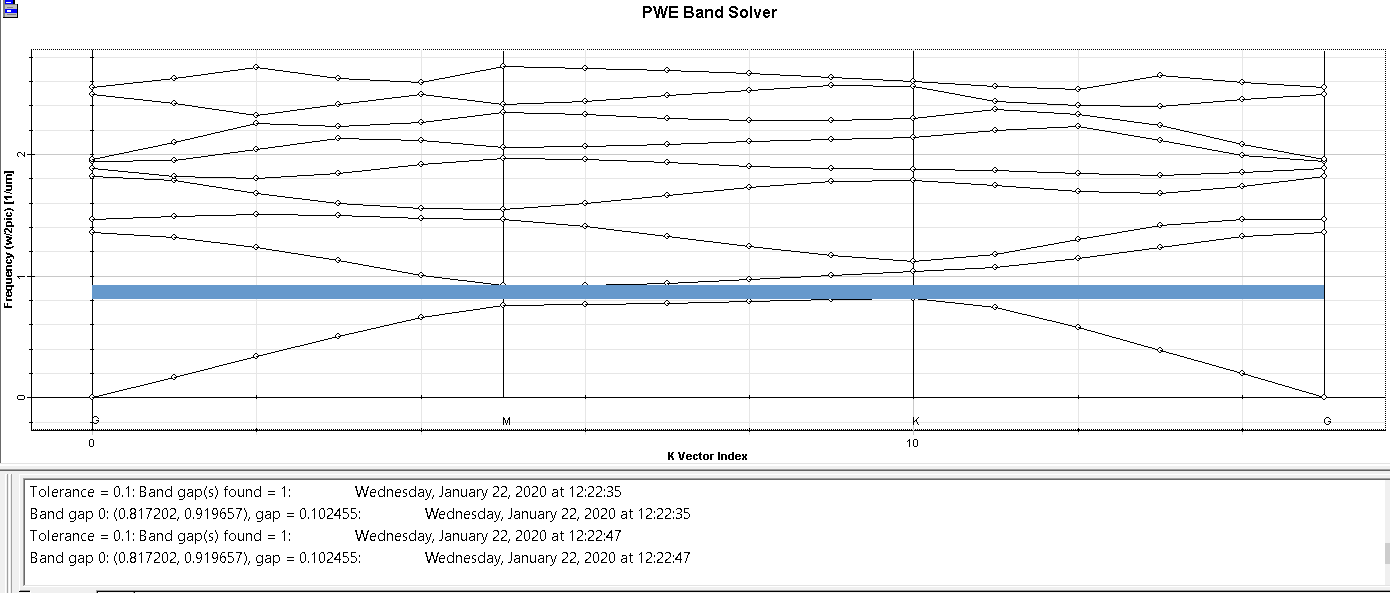 PWE Band Solver
Frequency (w/2pic) [1/um]
2
1
0
G
M
K
G
0
10
K Vector Index
Tolerance = 0.1: Band gap(s) found = 1: Wednesday, January 22, 2020 at 12:22:35
Band gap 0: (0.817202, 0.919657), gap = 0.102455: Wednesday, January 22, 2020 at 12:22:35
Tolerance = 0.1: Band gap(s) found = 1: Wednesday, January 22, 2020 at 12:22:47
Band gap 0: (0.817202, 0.919657), gap = 0.102455: Wednesday, January 22, 2020 at 12:22:47